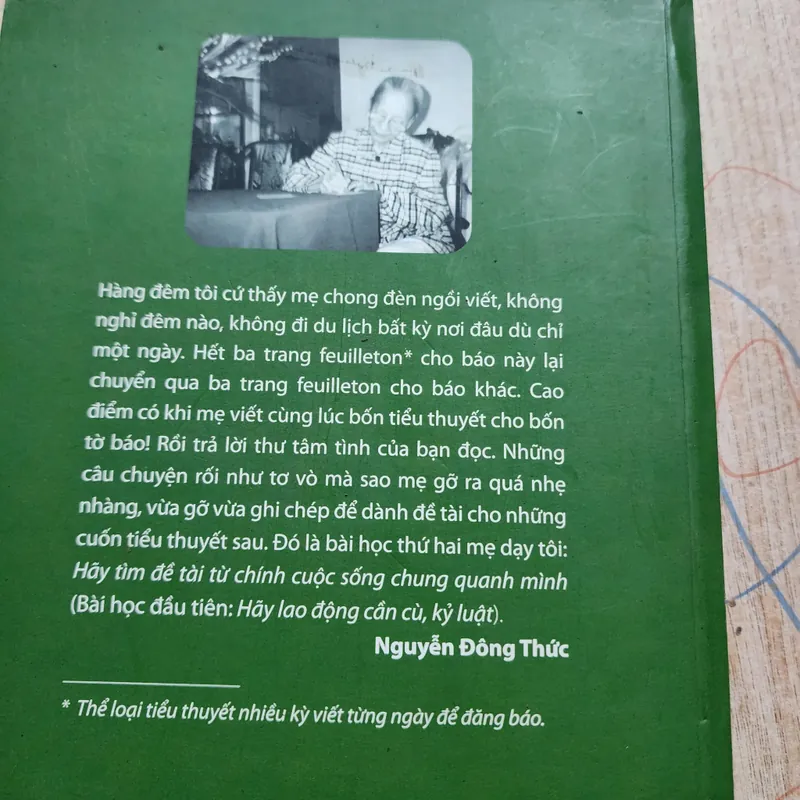 Hàng đêm tôi cứ thấy mẹ chong đèn ngồi viết, không
nghỉ đêm nào, không đi du lịch bất kỳ nơi đâu dù chỉ
một ngày. Hết ba trang feuilleton* cho báo này lại
chuyển qua ba trang feuilleton cho báo khác. Cao
điểm có khi mẹ viết cùng lúc bốn tiểu thuyết cho bốn
tờ báo! Rồi trả lời thư tâm tình của bạn đọc. Những
câu chuyện rối như tơ vò mà sao mẹ gỡ ra quá nhẹ
nhàng, vừa gỡ vừa ghi chép để dành đề tài cho những
cuốn tiểu thuyết sau. Đó là bài học thứ hai mẹ dạy tôi:
Hãy tìm đề tài từ chính cuộc sống chung quanh mình
(Bài học đầu tiên: Hãy lao động cần cù, kỷ luật).
Nguyễn Đông Thức
* Thể loại tiểu thuyết nhiều kỳ viết từng ngày để đăng báo.